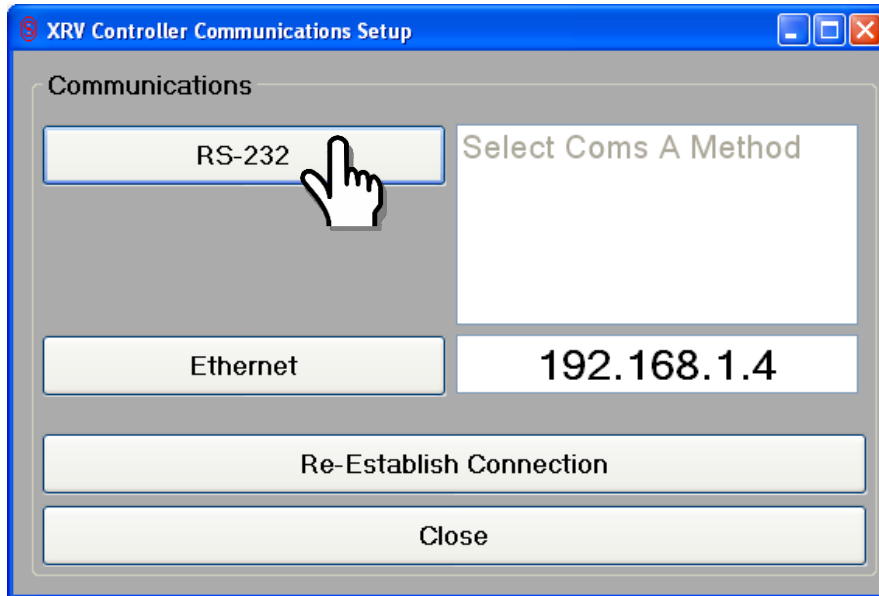 XRV Controller Communications Setup
Communications
RS-232
Select Coms A Method
Ethernet
192.168.1.4
Re-Establish Connection
Close